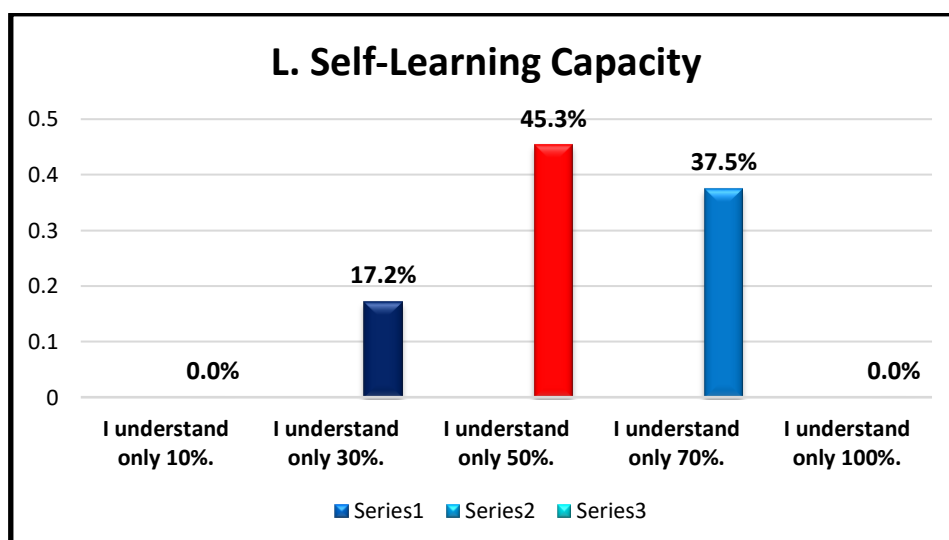 L. Self-Learning Capacity
0.5
0.4
0.3
0.2
0.1
0
0.0%
17.2%
45.3%
37.5%
0.0%
I understand
only 10%.
I understand
only 30%.
I understand
only 50%.
I understand
only 70%.
I understand
only 100%.
Series1 Series2 Series3